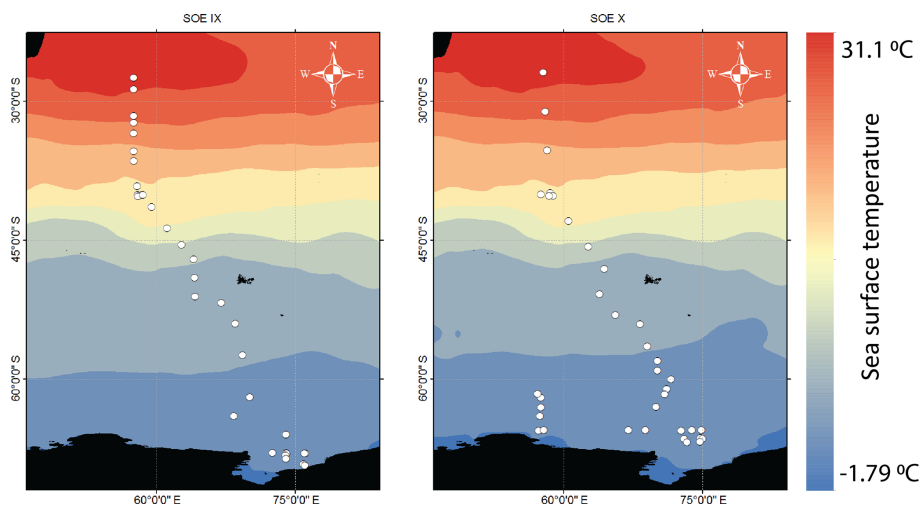 SOE IX
SOE X
N
W E
S
N
W E
S
31.1 ºC
Sea surface temperature
-1.79 ºC
30°0'0" S
45°0'0" S
60°0'0" S
30°0'0" S
45°0'0" S
60°0'0" S
60°0'0" E
75°0'0" E
60°0'0" E
75°0'0" E